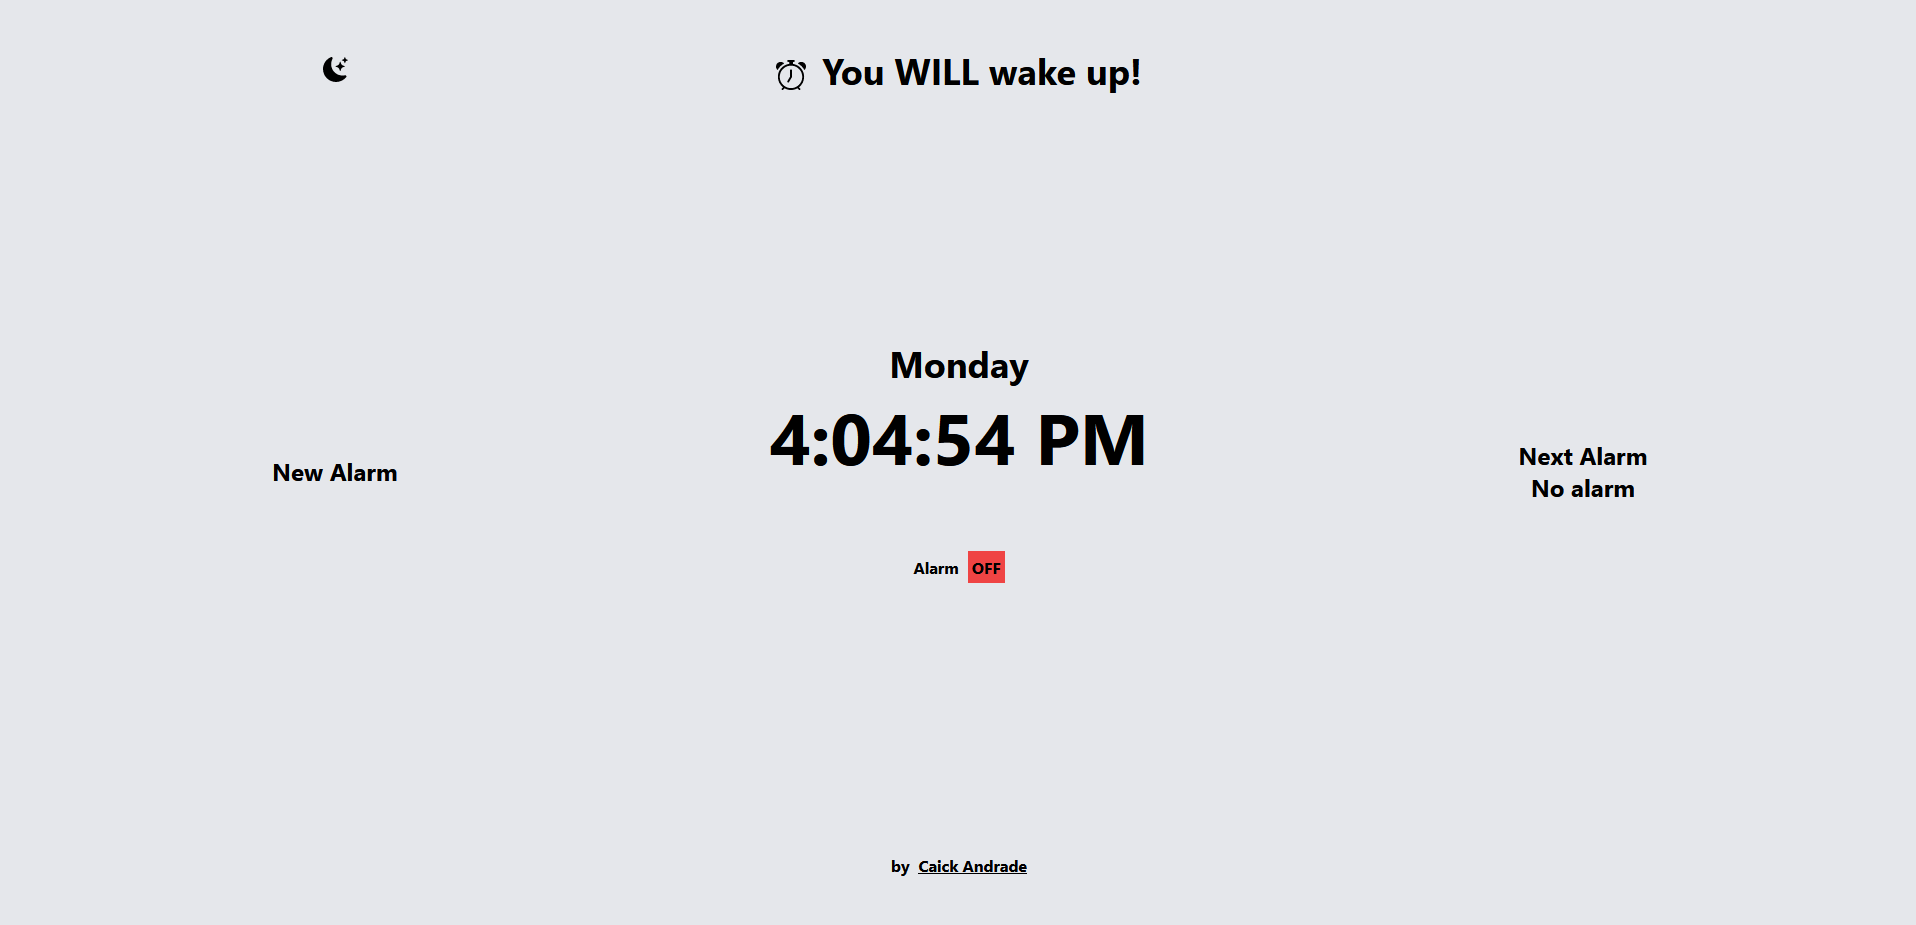 You WILL wake up!
Monday
4:04:54 PM
New Alarm
Next Alarm
No alarm
Alarm OFF
by Caick Andrade